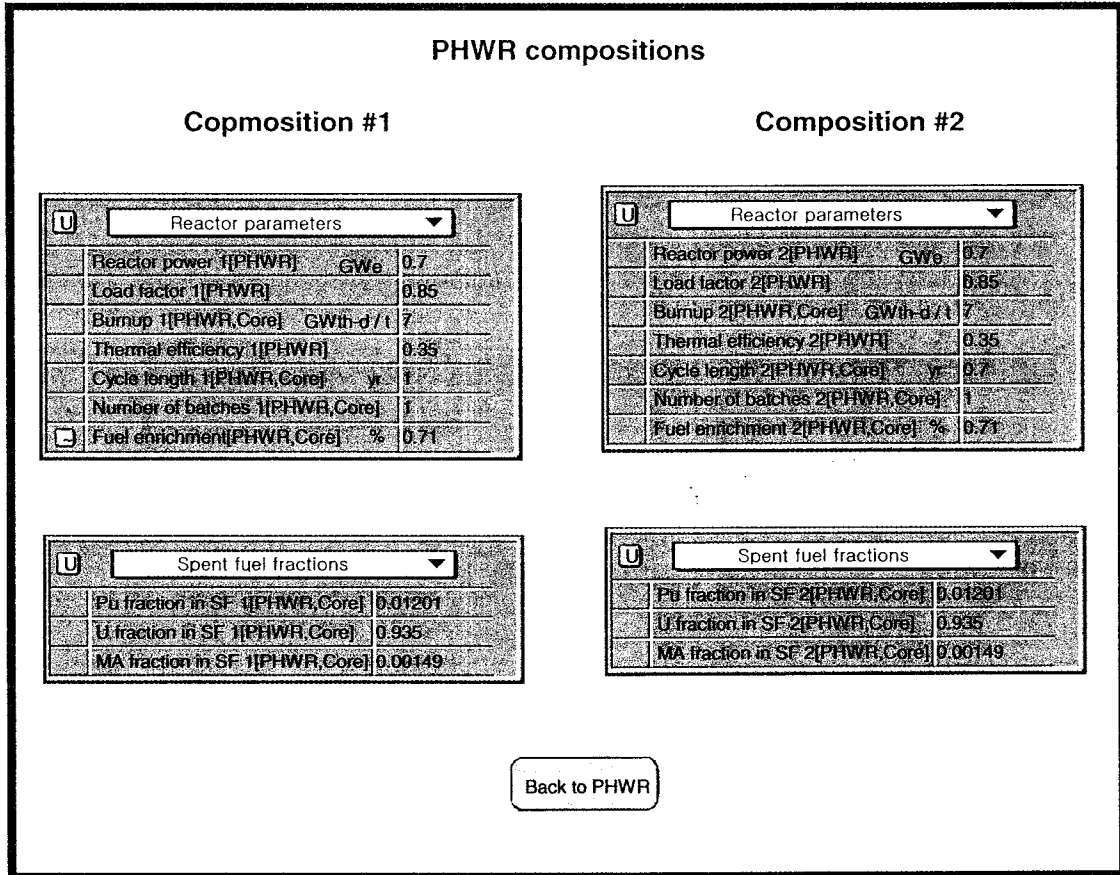 PHWR compositions
Copmosition #1
U
Reactor parameters
Reactor power 1[PHWR] GWe 0.7
Load factor 1[PHWR] 0.85
Burnup 1[PHWR,Core] GWth-d / t 7
Thermal efficiency 1[PHWR] 0.35
Cycle length 1[PHWR,Core] yr 1
Number of batches 1[PHWR,Core] 1
~ Fuel enrichment[PHWR,Core] % 0.71
U
Spent fuel fractions
Pu fraction in SF 1[PHWR,Core] 0.01201
U fraction in SF 1[PHWR,Core] 0.935
MA fraction in SF 1[PHWR,Core] 0.00149
Composition #2
U
Reactor parameters
Reactor power 2[PHWR] GWe 0.7
Load factor 2[PHWR] 0.85
Burnup 2[PHWR,Core] GWth-d / t 7
Thermal efficiency 2[PHWR] 0.35
Cycle length 2[PHWR,Core] yr 0.7
Number of batches 2[PHWR,Core] 1
Fuel enrichment 2[PHWR,Core] % 0.71
U
Spent fuel fractions
Pu fraction in SF 2[PHWR,Core] 0.01201
U fraction in SF 2[PHWR,Core] 0.935
MA fraction in SF 2[PHWR,Core] 0.00149
Back to PHWR